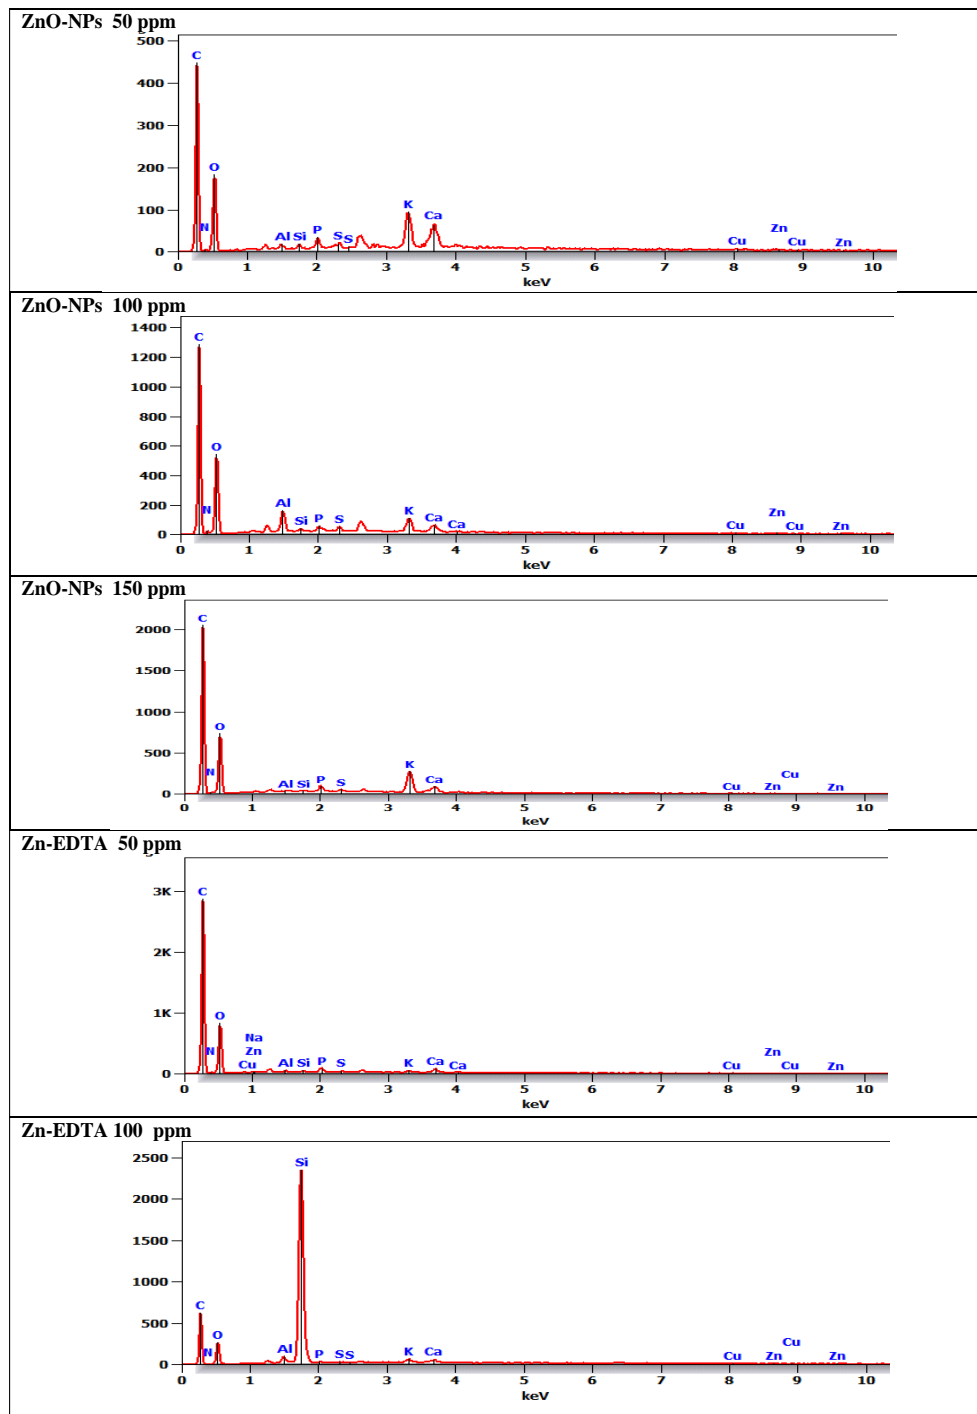 ZnO-NPs 50 ppm
500
C
400
300
200
O
100
N
Al Si P S S
K
Ca
Cu
Zn
Cu
Zn
0
0 1 2 3 4 5 6 7 8 9 10
keV
ZnO-NPs 100 ppm
1400
C
1200
1000
800
600
O
400
200
N
Al
Si P S
K
Ca Ca
Cu
Zn
Cu
Zn
0
0 1 2 3 4 5 6 7 8 9 10
keV
ZnO-NPs 150 ppm
C
2000
1500
1000
O
500
N
Al Si P S
K
Ca
Cu
Zn
Cu
Zn
0
0 1 2 3 4 5 6 7 8 9 10
keV
Zn-EDTA 50 ppm
3K
C
2K
1K
O
N
Na
Zn
Cu
Al Si P S
K
Ca Ca
Cu
Zn
Cu
Zn
0
0 1 2 3 4 5 6 7 8 9 10
keV
Zn-EDTA 100 ppm
2500
Si
2000
1500
1000
C
500
O
N
Al
P S S
K
Ca
Cu
Zn
Cu
Zn
0
0 1 2 3 4 5 6 7 8 9 10
keV